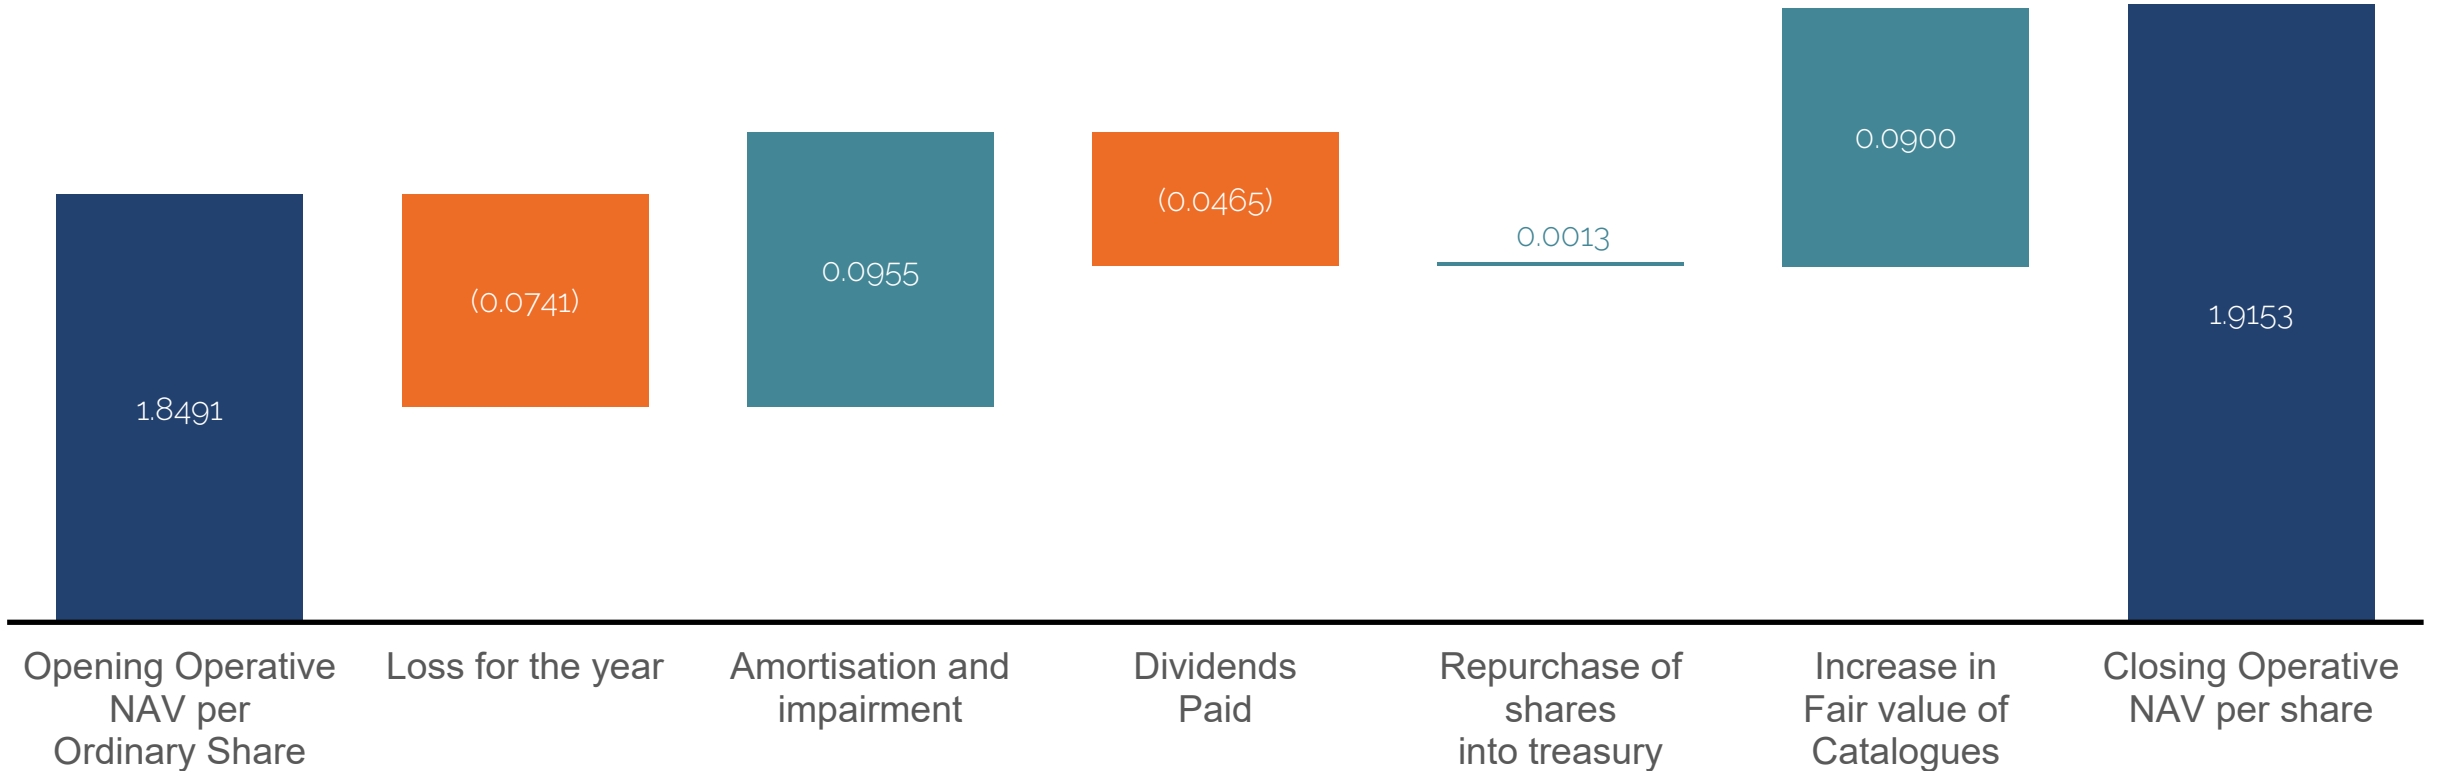 0.0900
(0.0465)
0.0013
0.0955
(0.0741)
1.9153
1.8491
Opening Operative
NAV per
Ordinary Share
Loss for the year
Amortisation and
impairment
Dividends
Paid
Repurchase of
shares
into treasury
Increase in
Fair value of
Catalogues
Closing Operative
NAV per share